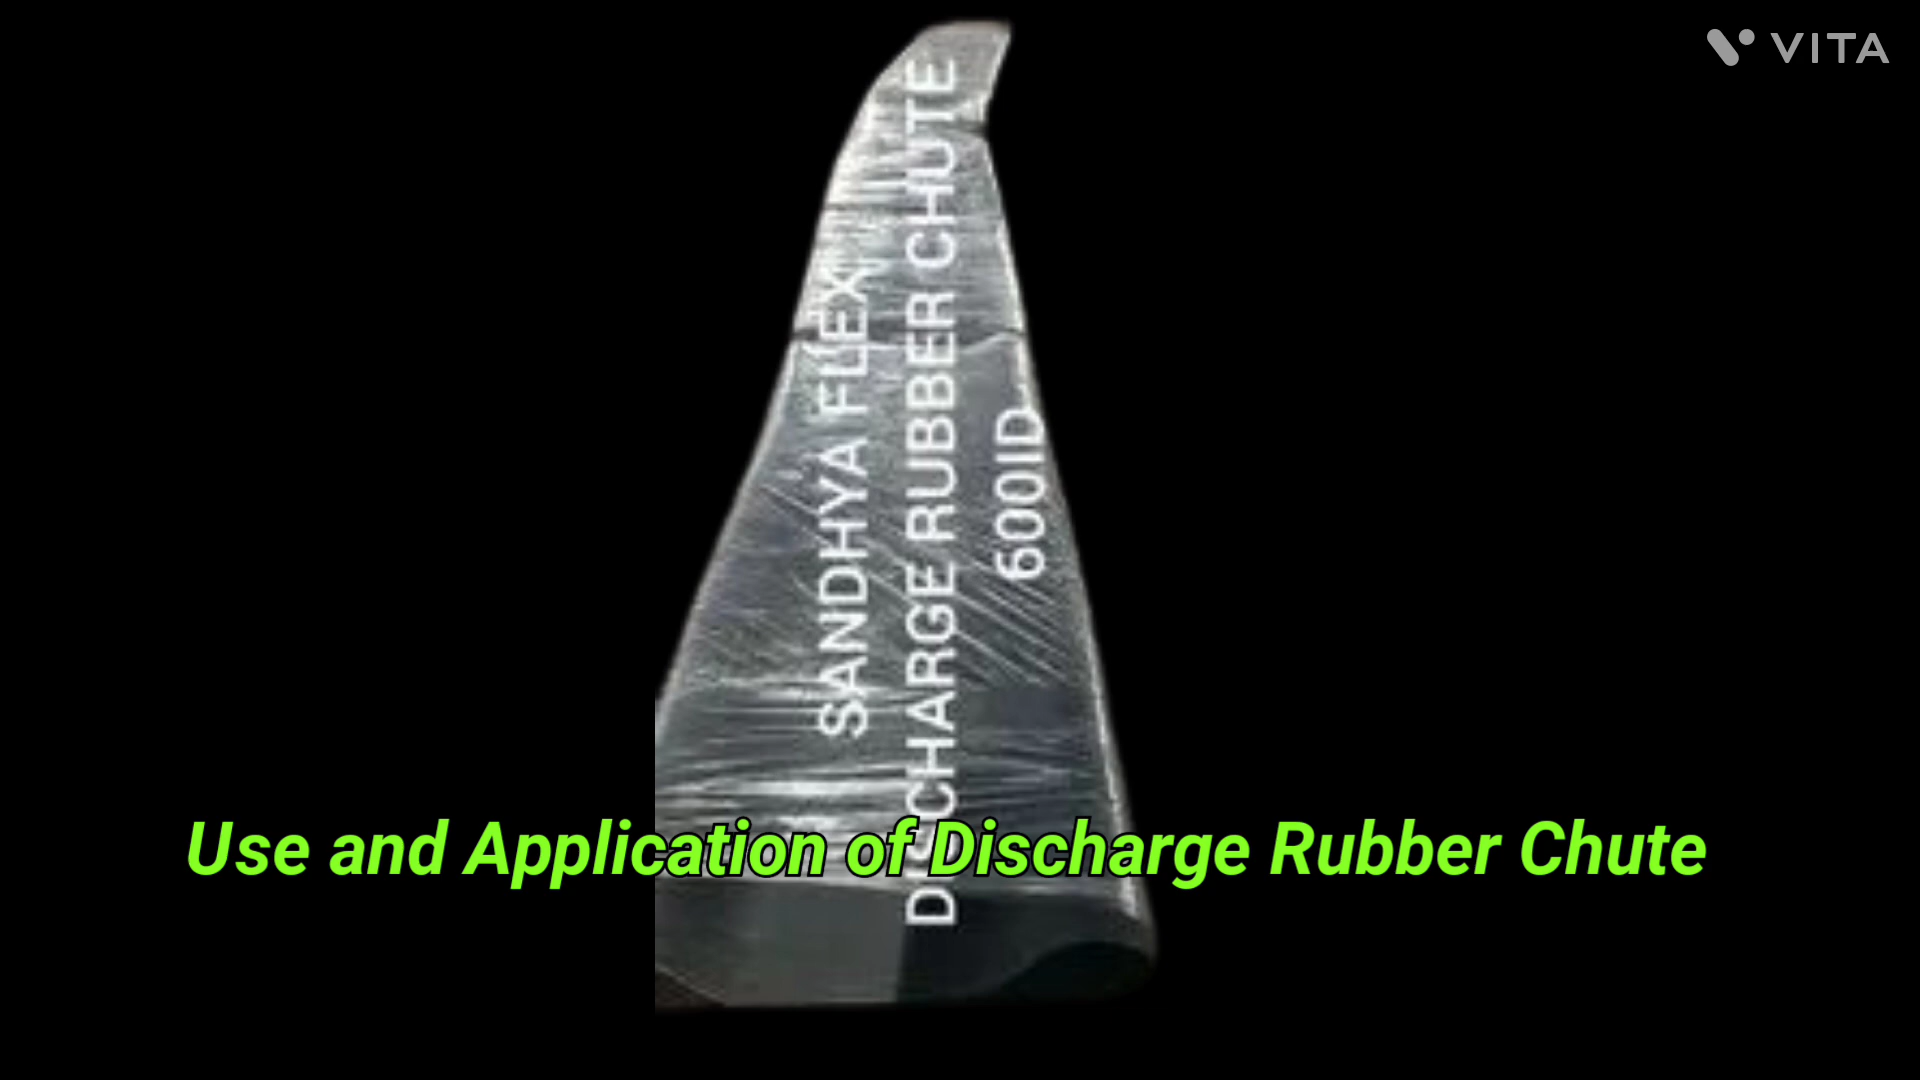 VITA
SANDHYA FLEX
DISCHARGE RUBBER CHUTE
600ID
Use and Application of Discharge Rubber Chute